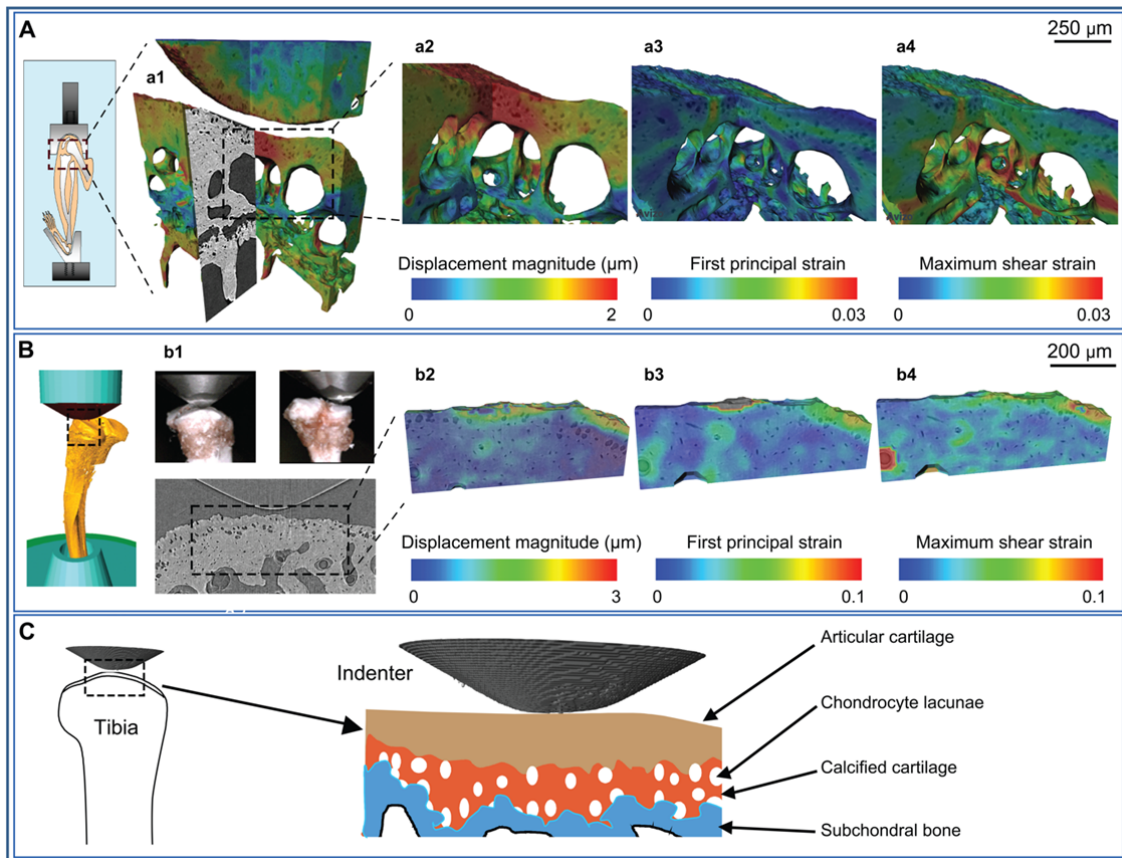 A
a1
a2
a3
a4
250 µm
Aviz
Displacement magnitude (µm)
First principal strain
Maximum shear strain
0
2
0
0.03
0
0.03
B
b1
b2
b3
b4
200 µm
Displacement magnitude (µm)
First principal strain
Maximum shear strain
0
3
0
0.1
0
0.1
C
Indenter
Tibia
Articular cartilage
Chondrocyte lacunae
Calcified cartilage
Subchondral bone